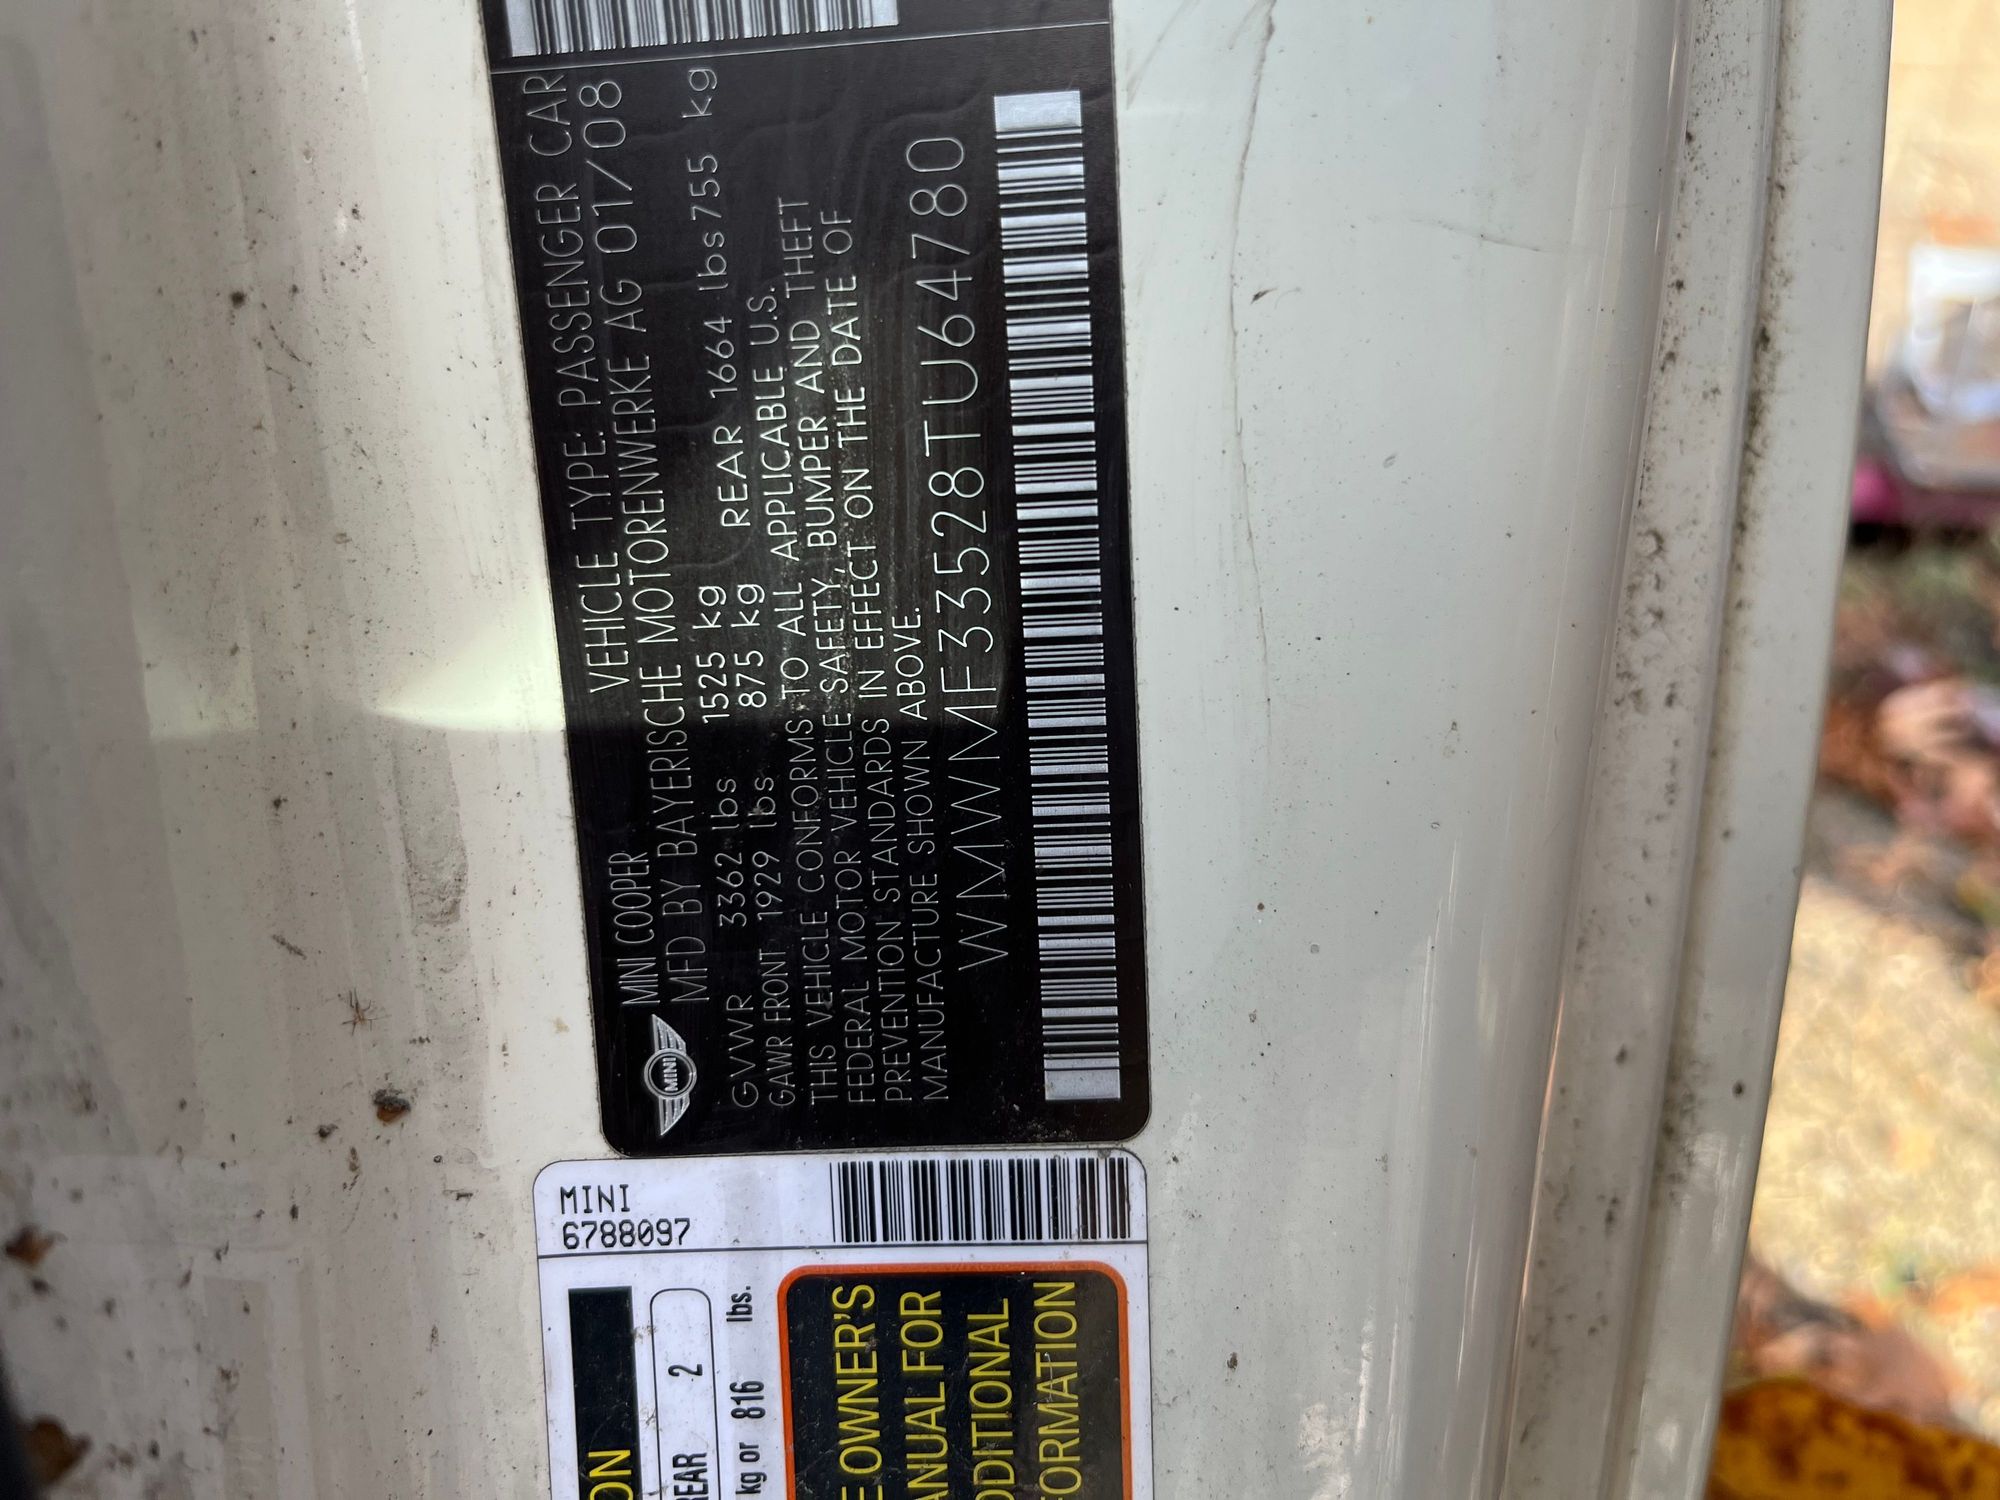 MINI COOPER VEHICLE TYPE: PASSENGER CAR
MFD BY BAYERISCHE MOTORENWERKE AG 01/08
GVWR 3362 lbs 1525 kg
GAWR FRONT 1929 lbs 875 kg REAR 1664 lbs 755 kg
THIS VEHICLE CONFORMS TO ALL APPLICABLE U.S.
FEDERAL MOTOR VEHICLE SAFETY, BUMPER AND THEFT
PREVENTION STANDARDS IN EFFECT ON THE DATE OF
MANUFACTURE SHOWN ABOVE.
WMWMF33528TU64780
MINI
MINI
6788097
REAR 2
kg or 816 lbs.
OWNER'S
FOR